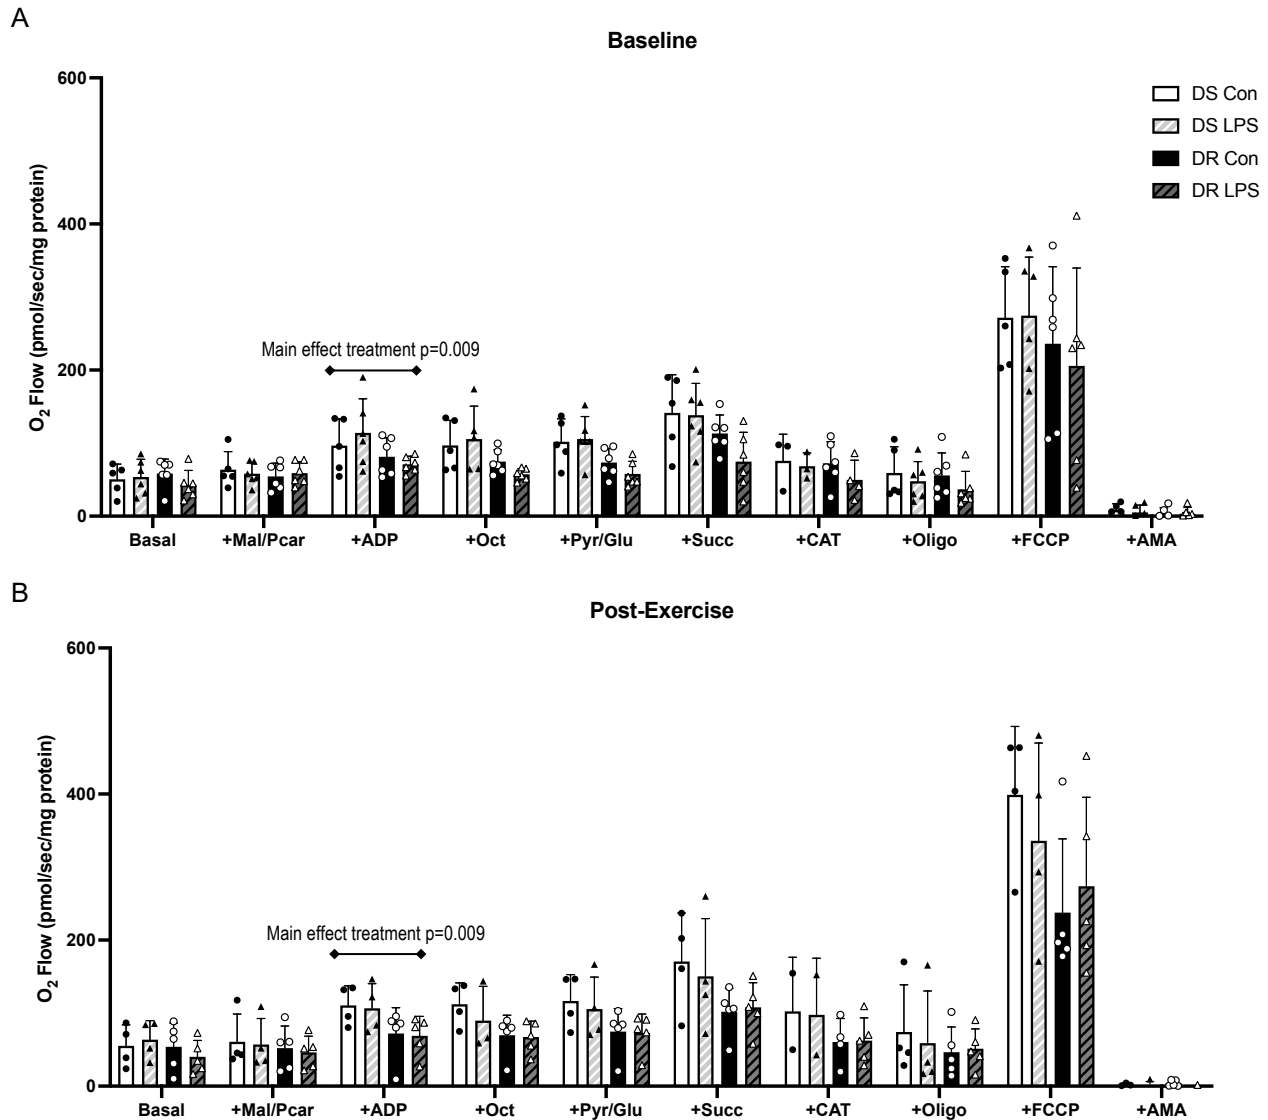 A
Baseline
600
400
200
0
O2 Flow (pmol/sec/mg protein)
DS Con
DS LPS
DR Con
DR LPS
Main effect treatment p=0.009
Basal +Mal/Pcar +ADP +Oct +Pyr/Glu +Succ +CAT +Oligo +FCCP +AMA
B
Post-Exercise
600
400
200
0
O2 Flow (pmol/sec/mg protein)
Main effect treatment p=0.009
Basal +Mal/Pcar +ADP +Oct +Pyr/Glu +Succ +CAT +Oligo +FCCP +AMA